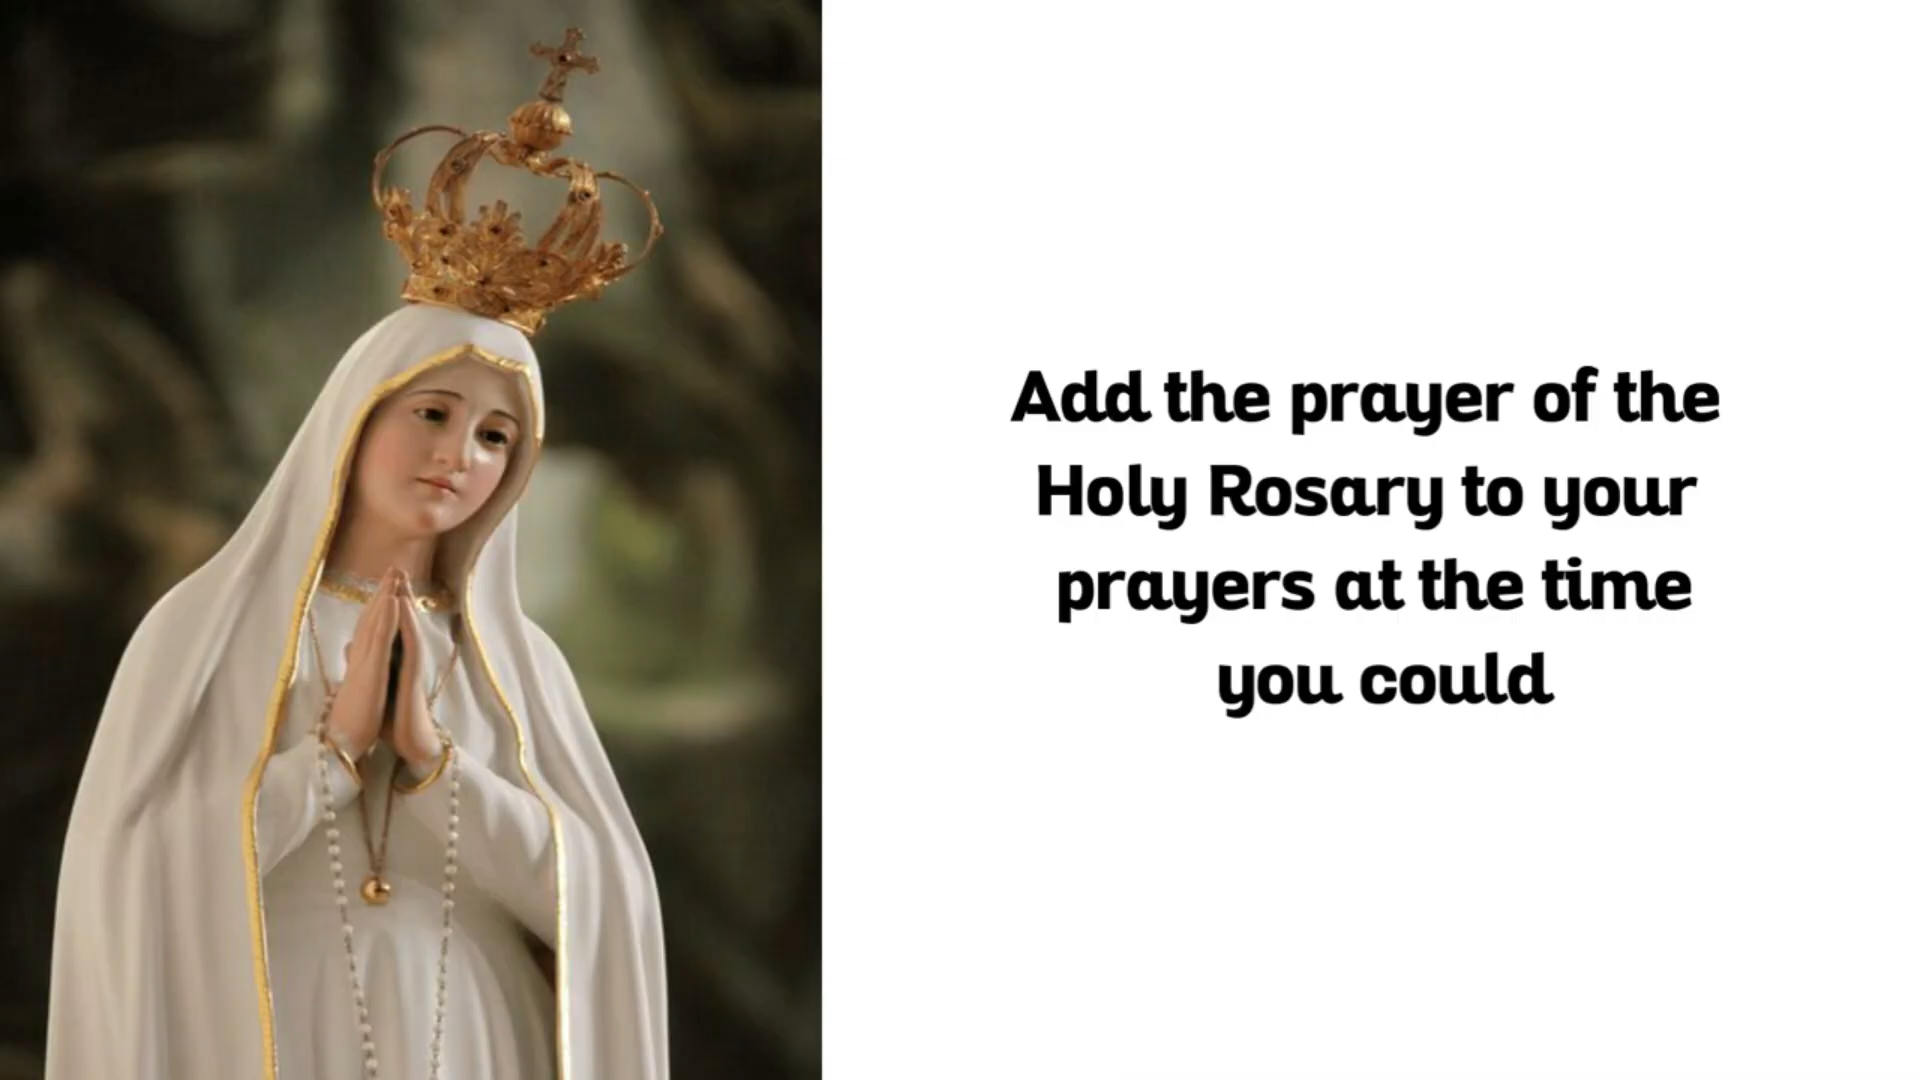 Add the prayer of the
Holy Rosary to your
prayers at the time
you could